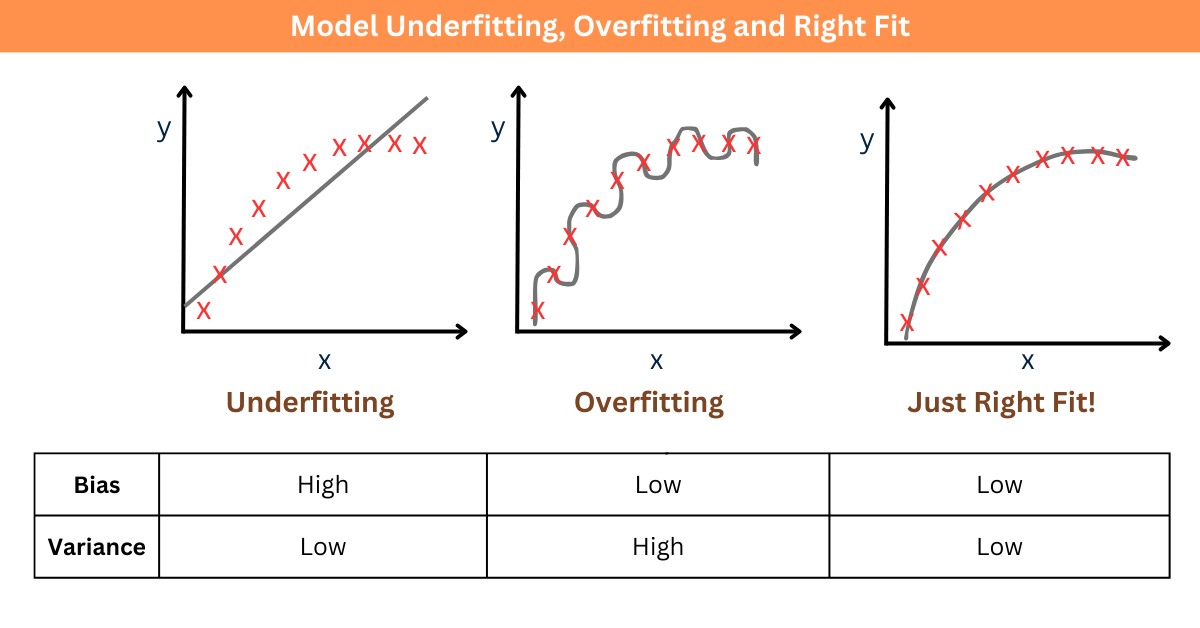 Model Underfitting, Overfitting and Right Fit
y
x
Underfitting
y
x
Overfitting
y
x
Just Right Fit!
Bias High Low Low
Variance Low High Low